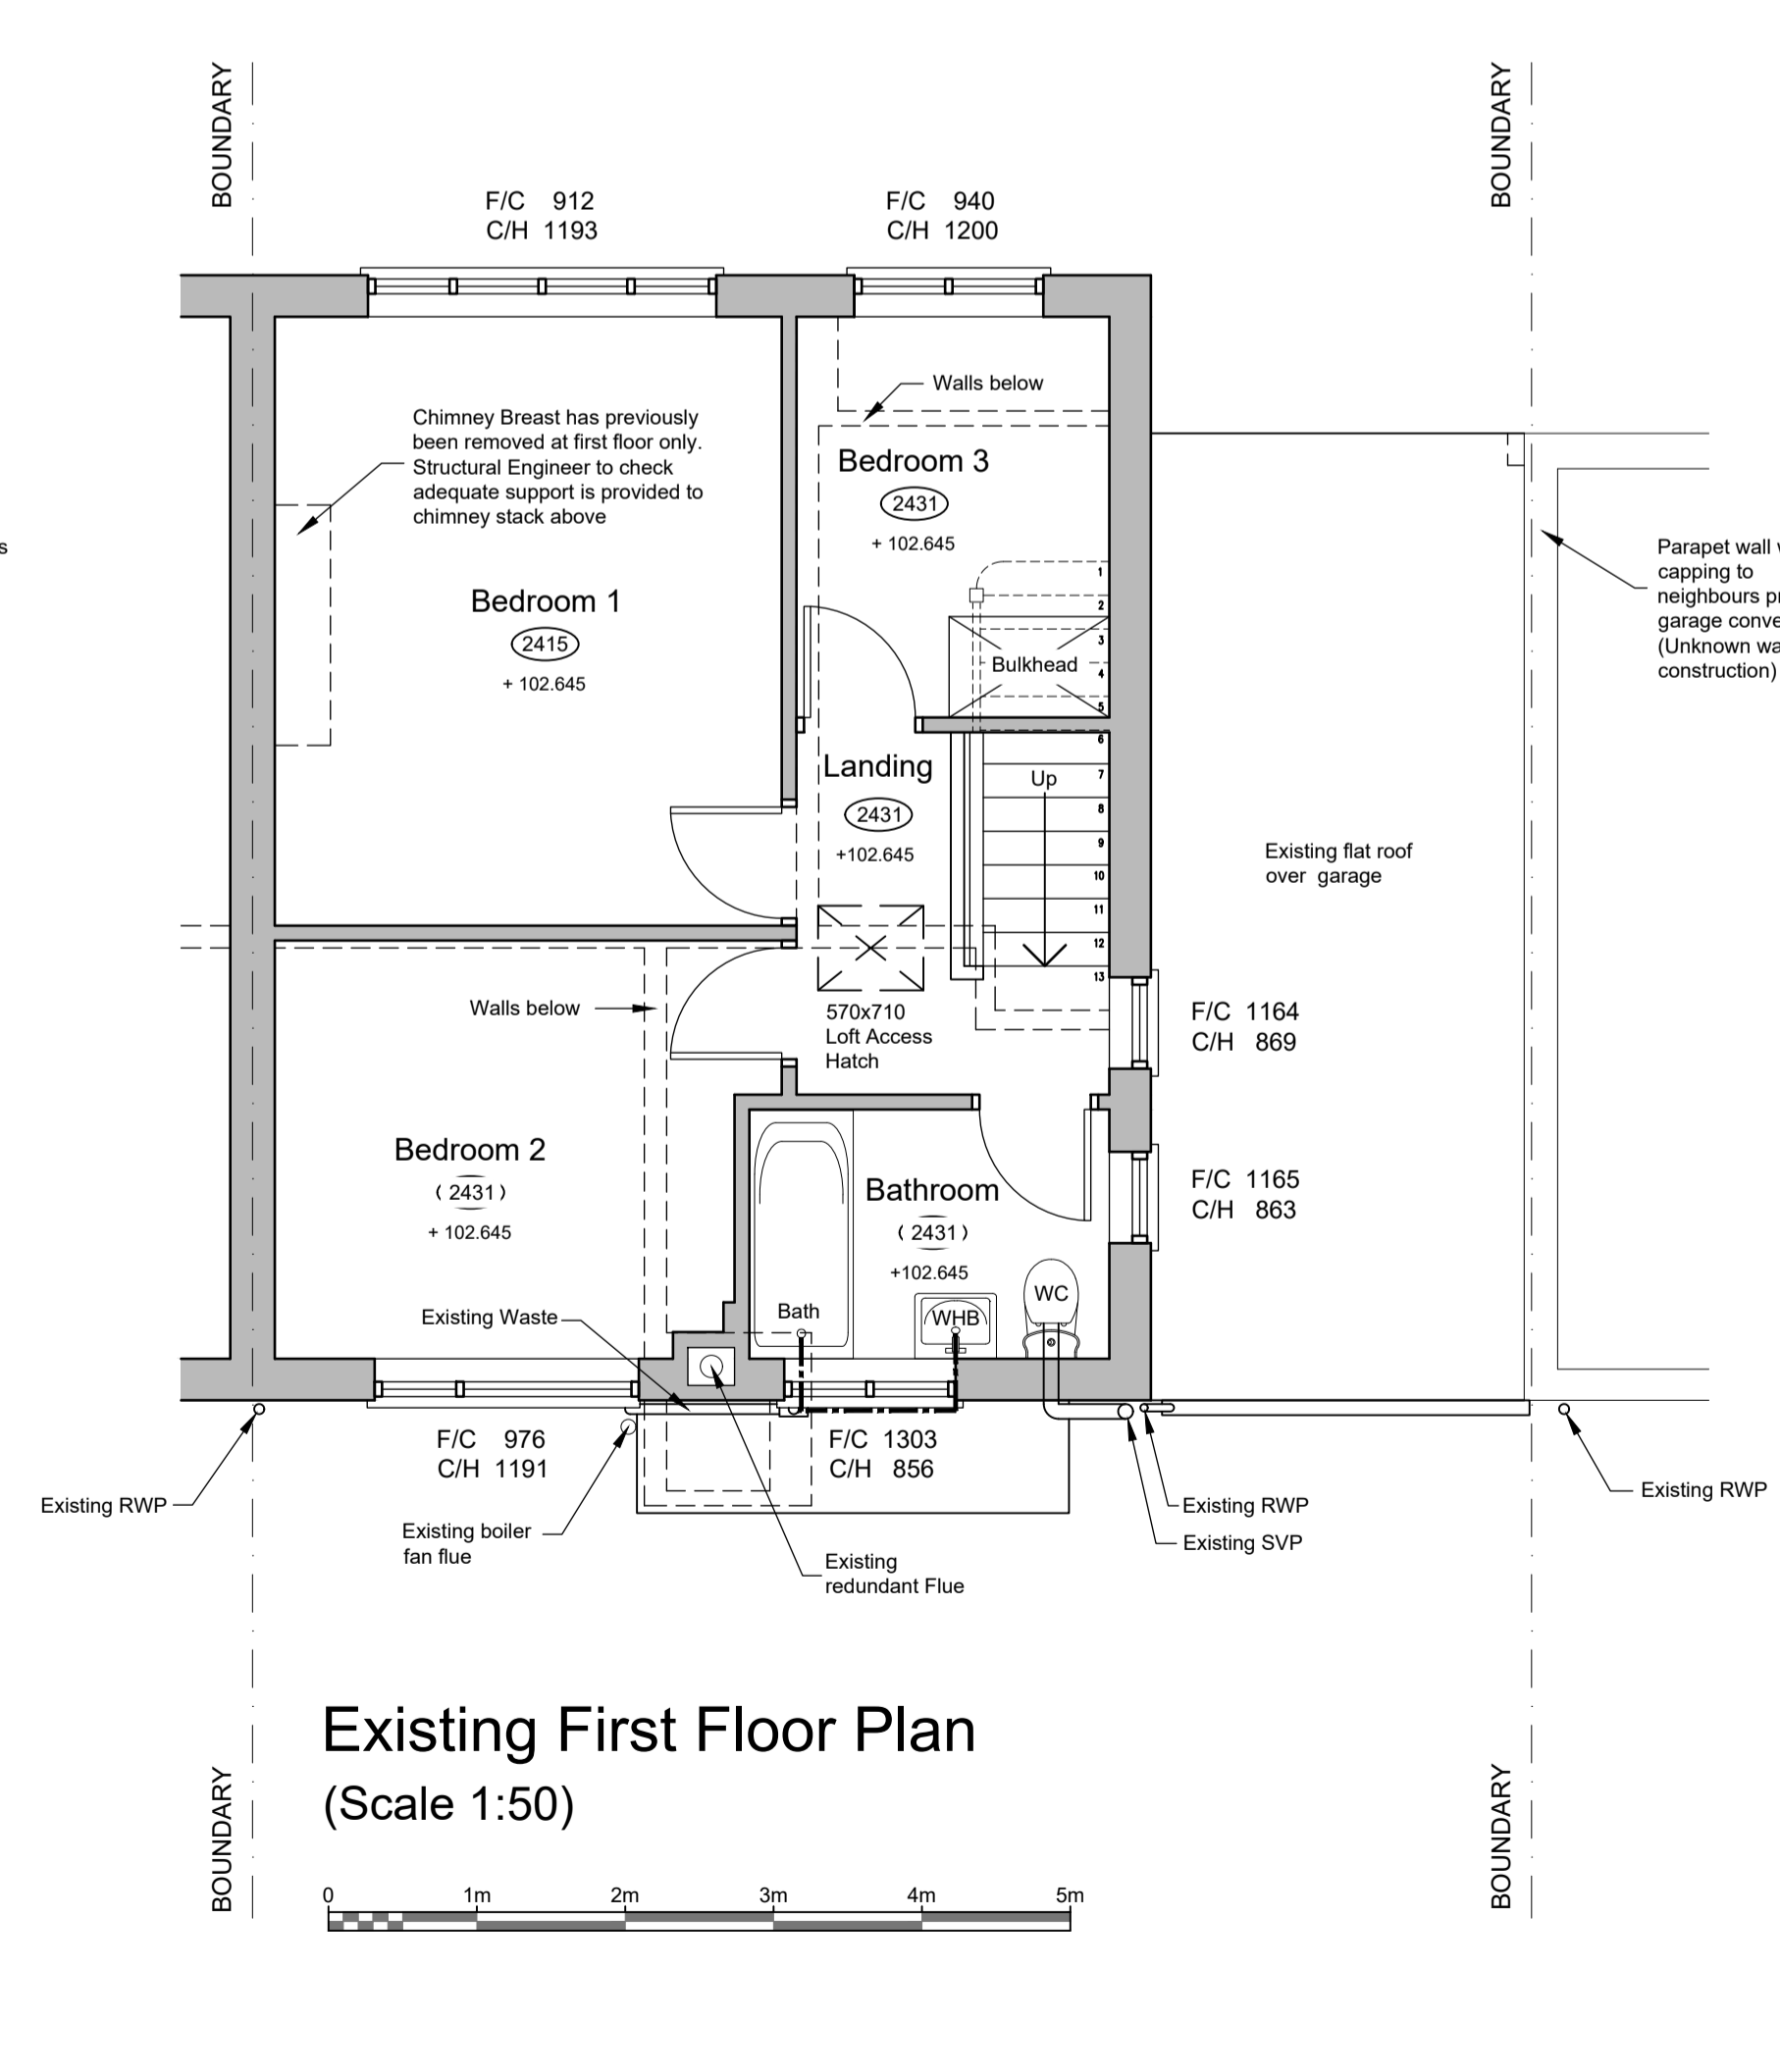 BOUNDARY
BOUNDARY
F/C 912
C/H 1193
F/C 940
C/H 1200
Walls below
Chimney Breast has previously
been removed at first floor only.
Structural Engineer to check
adequate support is provided to
chimney stack above
Bedroom 3
2431
+ 102.645
s
Parapet wall
capping to
neighbours
garage
(Unknown
construction)
Bedroom 1
2415
+ 102.645
1
2
3
4
5
6
7
8
9
10
11
12
13
Bulkhead
Landing
2431
+102.645
Up
Existing flat roof
over garage
Walls below
570x710
Loft Access
Hatch
F/C 1164
C/H 869
Bedroom 2
(2431)
+ 102.645
Bathroom
(2431)
+102.645
F/C 1165
C/H 863
Existing Waste
Bath
WHB
WC
F/C 976
C/H 1191
F/C 1303
C/H 856
Existing RWP
Existing boiler
fan flue
Existing
redundant Flue
Existing RWP
Existing SVP
Existing RWP
Existing First Floor Plan
(Scale 1:50)
BOUNDARY
BOUNDARY
0 1m 2m 3m 4m 5m